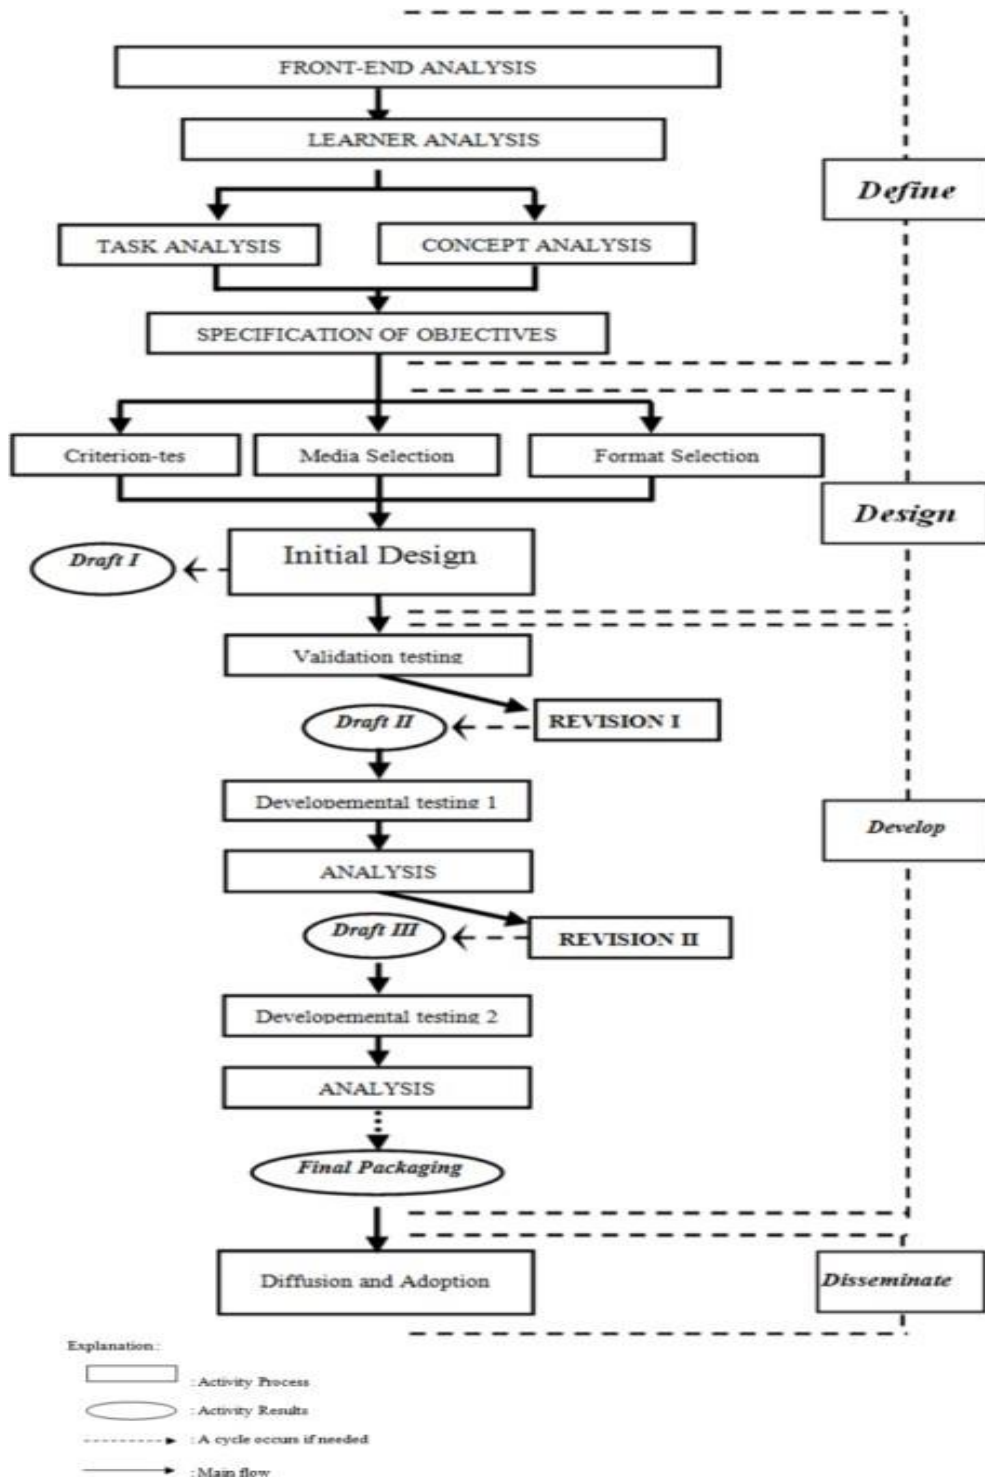 FRONT-END ANALYSIS
LEARNER ANALYSIS
Define
TASK ANALYSIS
CONCEPT ANALYSIS
SPECIFICATION OF OBJECTIVES
Criterion-tes
Media Selection
Format Selection
Design
Initial Design
Draft I
Validation testing
REVISION I
Draft II
Developemental testing 1
Develop
ANALYSIS
Draft III
REVISION II
Developemental testing 2
ANALYSIS
Final Packaging
Diffusion and Adoption
Disseminate
Explanation:
: Activity Process
: Activity Results
: A cycle occurs if needed
: Main flow